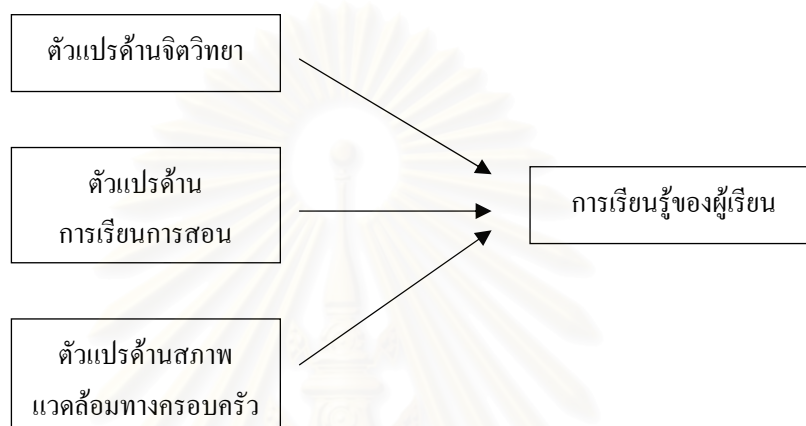 ตัวแปรด้านจิตวิทยา
ตัวแปรด้าน
การเรียนการสอน
การเรียนรู้ของผู้เรียน
ตัวแปรด้านสภาพ
แวดล้อมทางครอบครัว